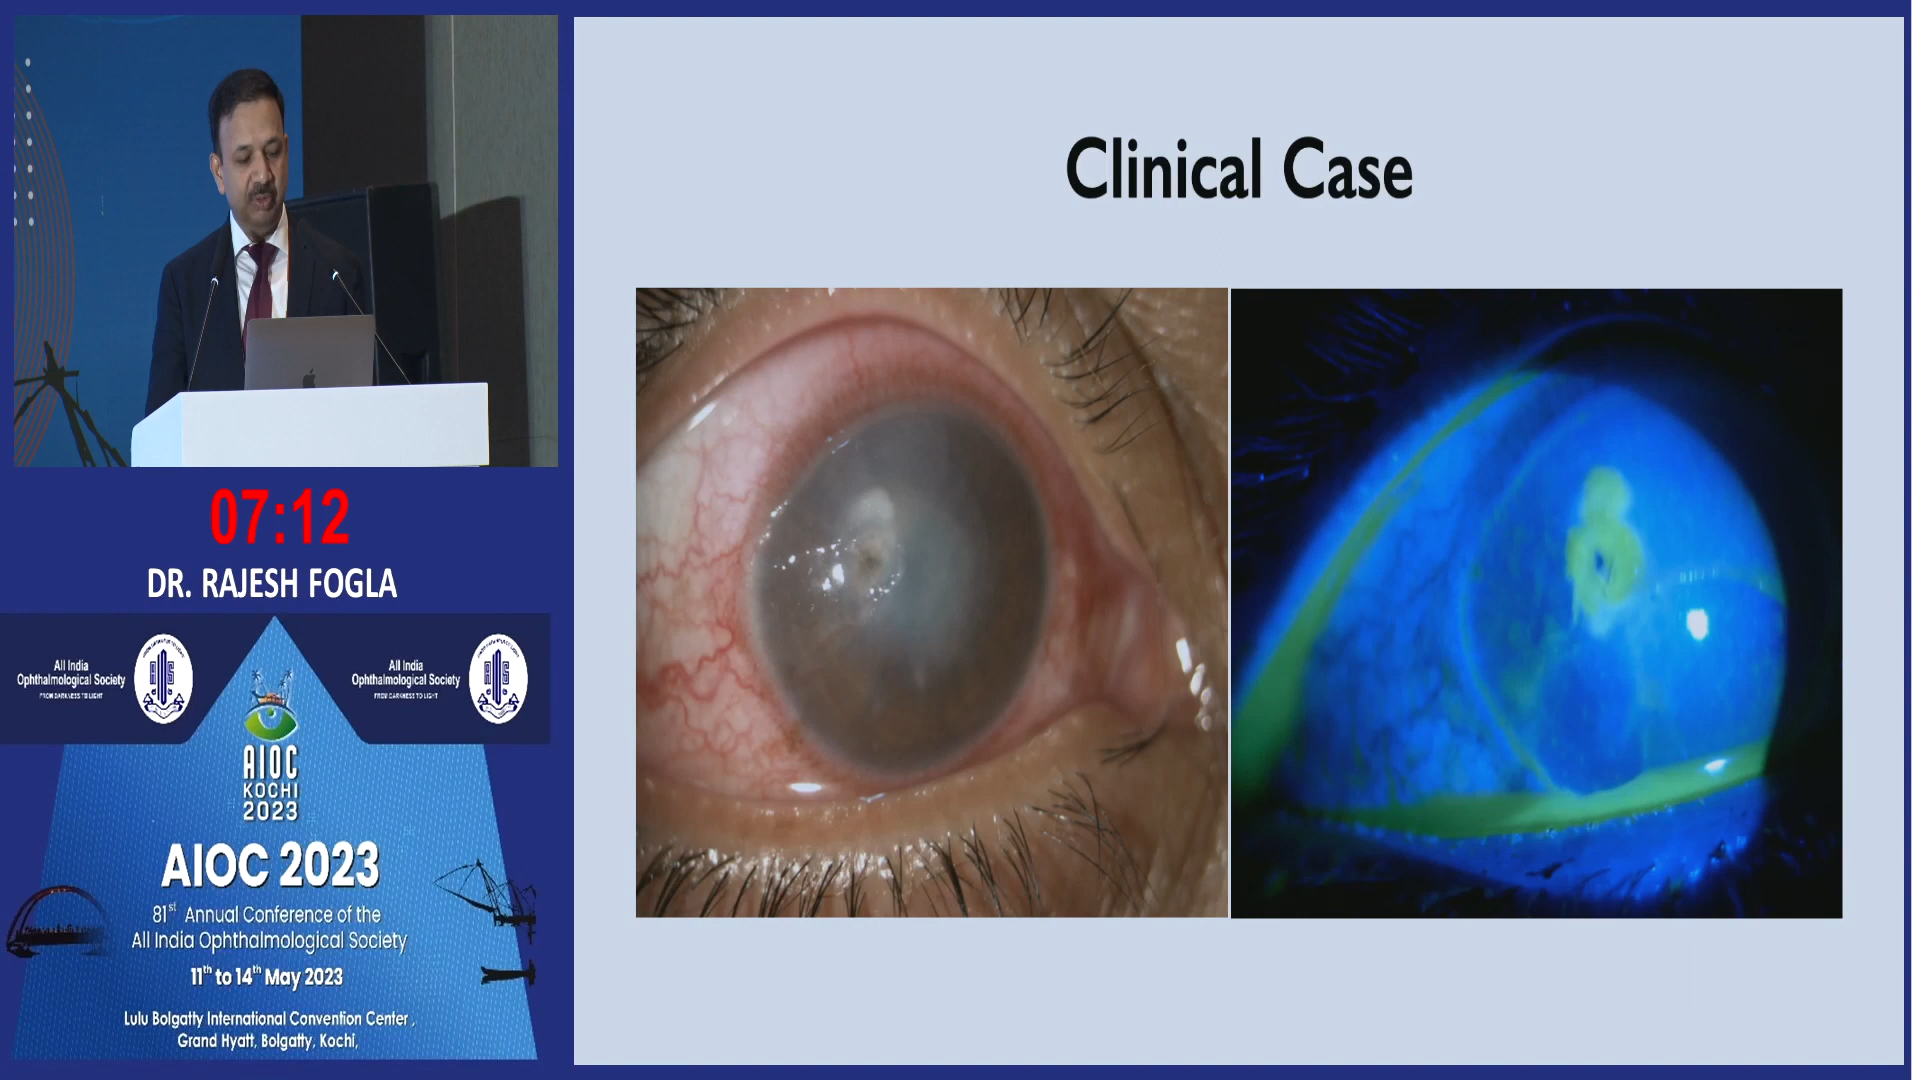 Clinical Case
07:12
DR. RAJESH FOGLA
All India
Ophthalmological Society
FROM DARKNESS TO LIGHT
All India
Ophthalmological Society
FROM DARKNESS TO LIGHT
AIOC
KOCHI
2023
AIOC 2023
81st Annual Conference of the
All India Ophthalmological Society
11th to 14th May 2023
Lulu Bolgatty International Convention Center ,
Grand Hyatt, Bolgatty, Kochi,